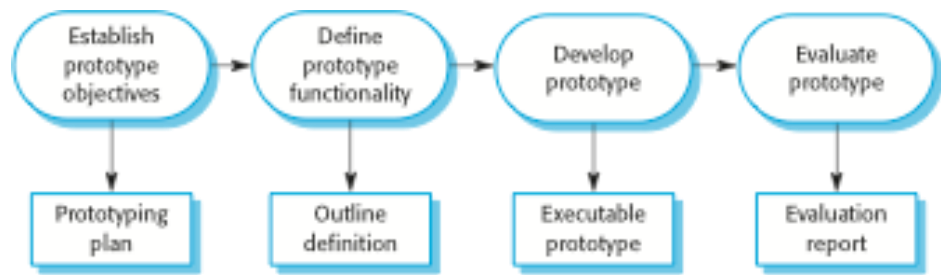 Establish
prototype
objectives
Define
prototype
functionality
Develop
prototype
Evaluate
prototype
Prototyping
plan
Outline
definition
Executable
prototype
Evaluation
report